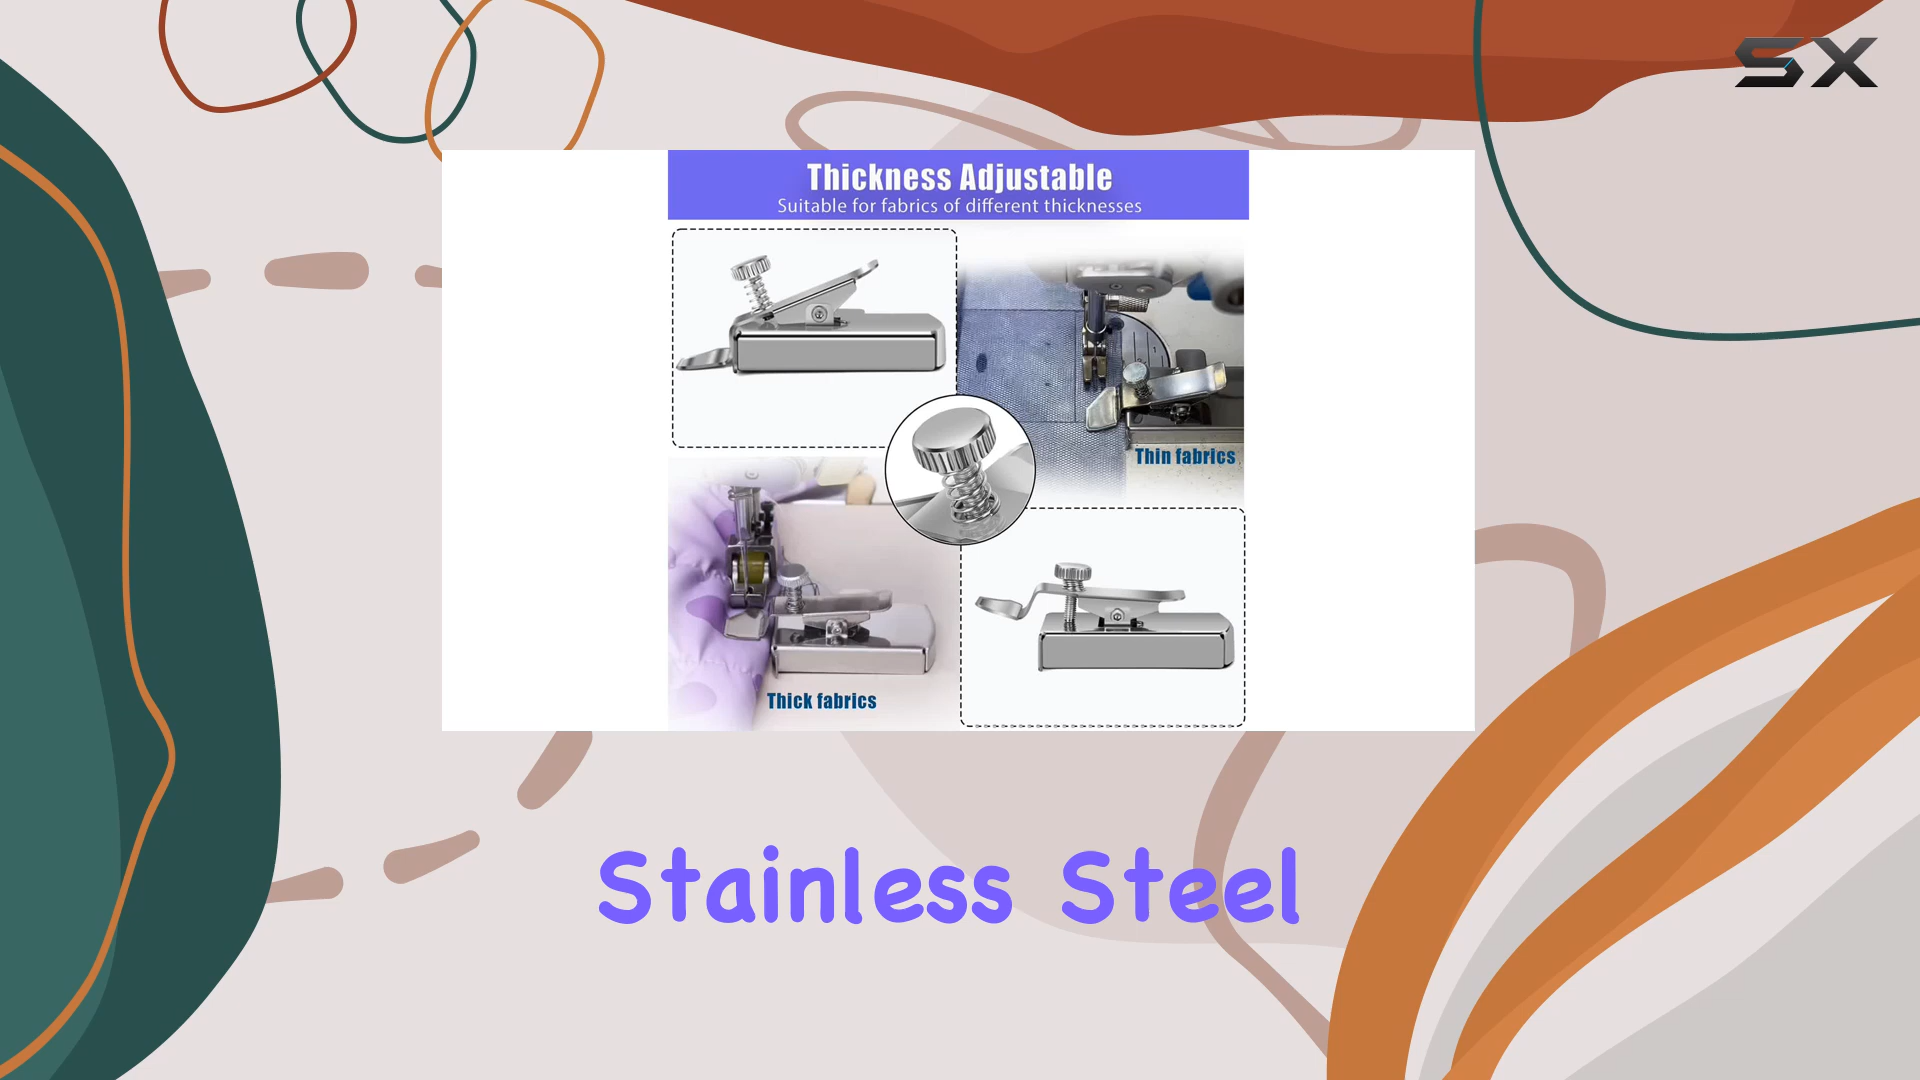 SX
Thickness Adjustable
Suitable for fabrics of different thicknesses
Thin fabrics
Thick fabrics
Stainless Steel